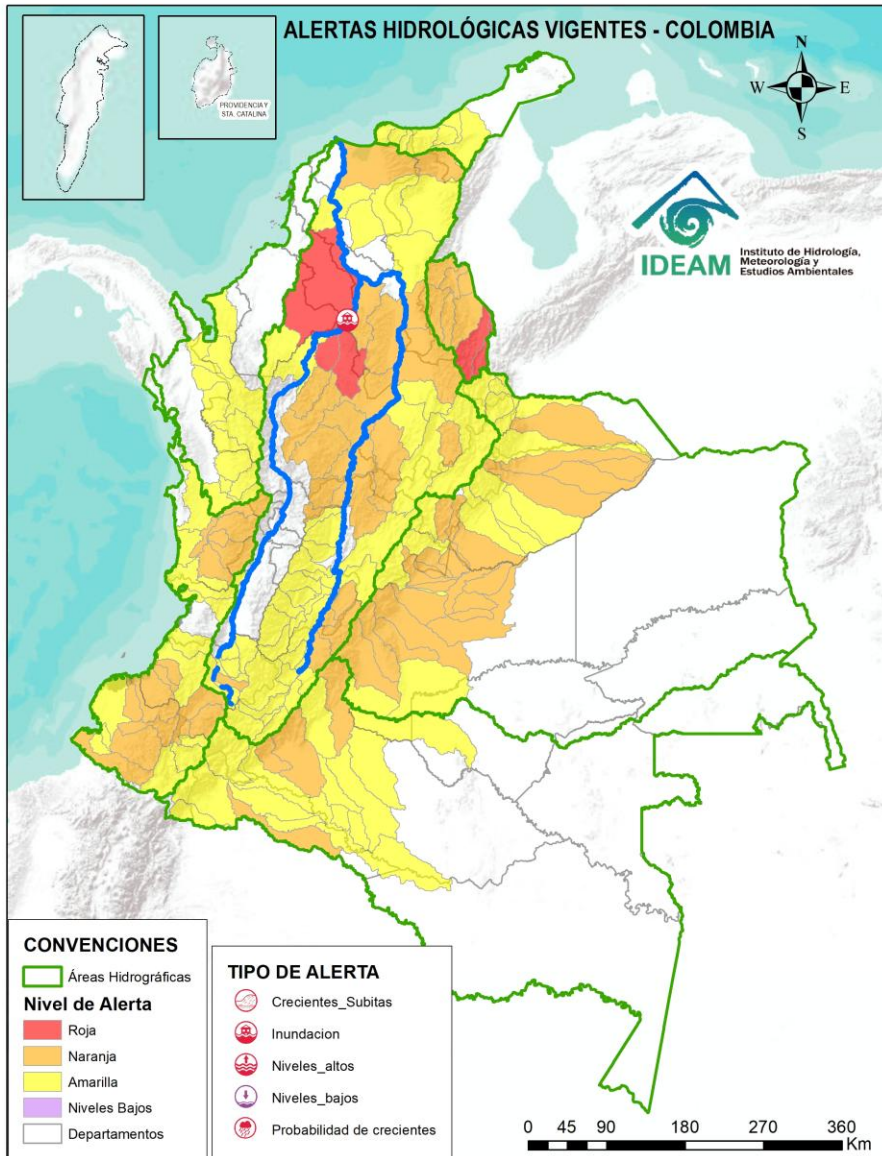 ALERTAS HIDROLÓGICAS VIGENTES - COLOMBIA
PROVIDENCIA Y
STA. CATALINA
N
W E
S
IDEAM
Instituto de Hidrología,
Meteorología y
Estudios Ambientales
CONVENCIONES
Áreas Hidrográficas
Nivel de Alerta
Roja
Naranja
Amarilla
Niveles Bajos
Departamentos
TIPO DE ALERTA
Crecientes_Subitas
Inundacion
Niveles_altos
Niveles_bajos
Probabilidad de crecientes
0 45 90 180 270 360
Km